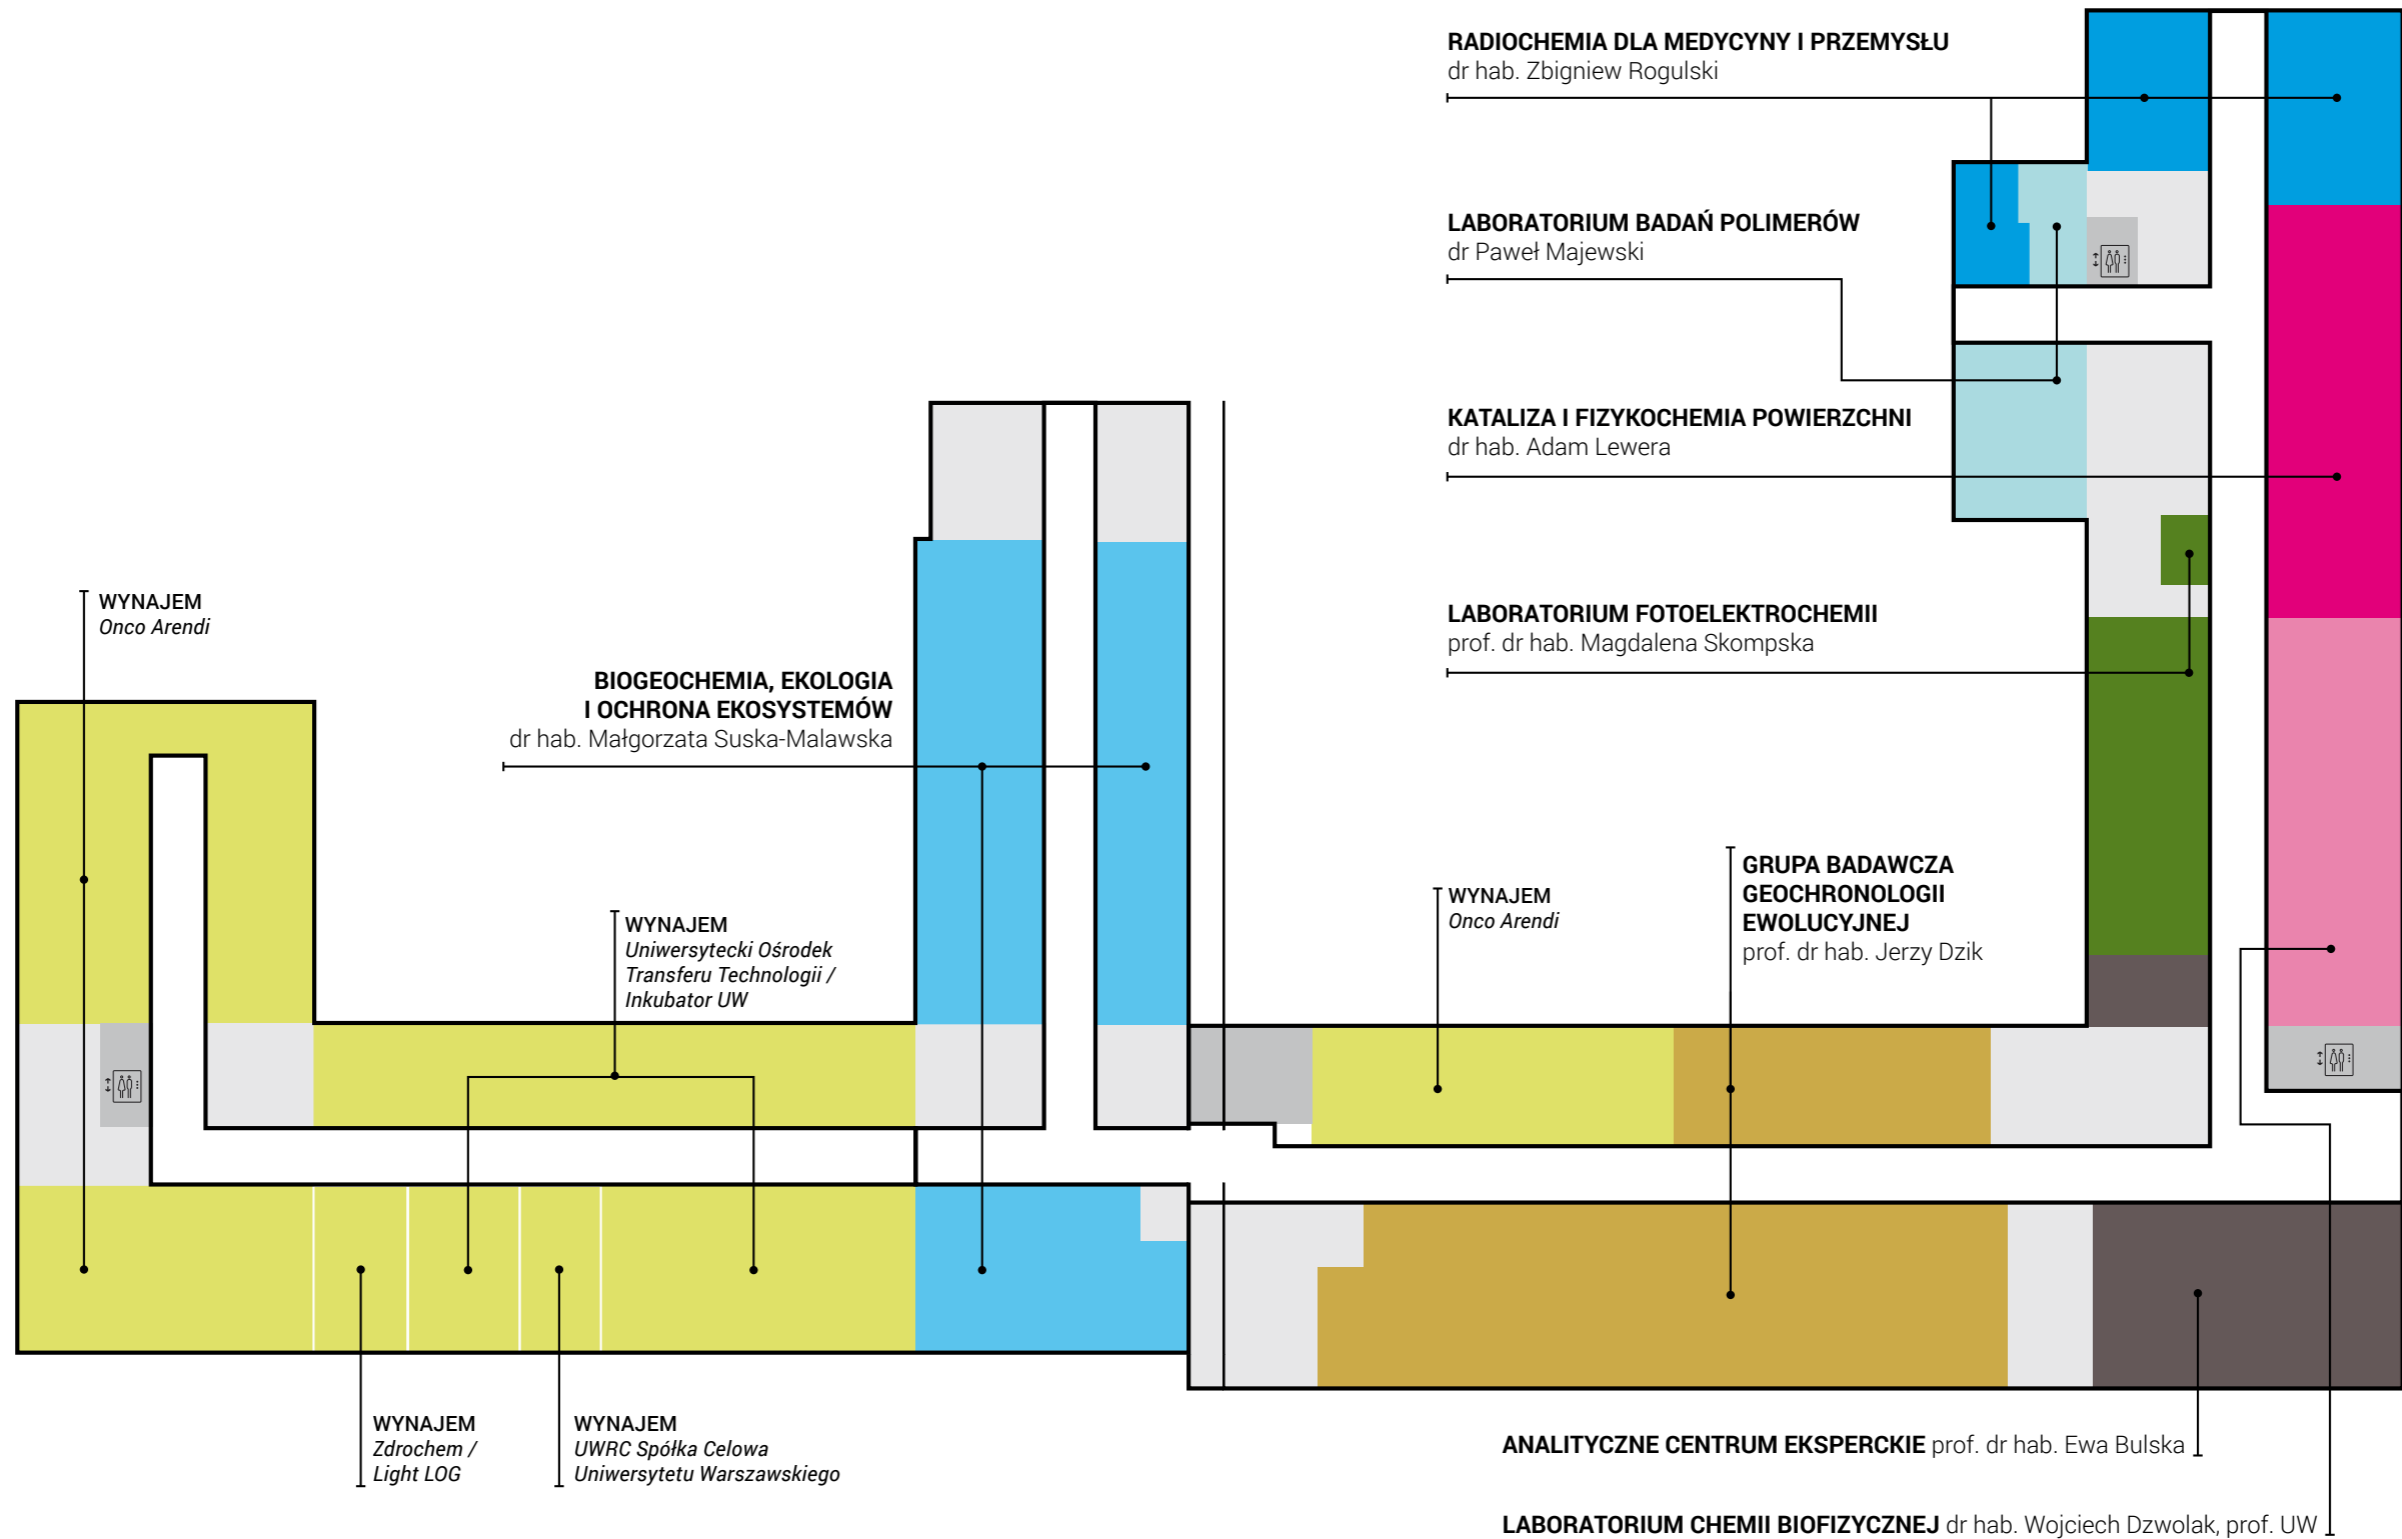 RADIOCHEMIA DLA MEDYCYNY I PRZEMYSŁU
dr hab. Zbigniew Rogulski
LABORATORIUM BADAŃ POLIMERÓW
dr Paweł Majewski
KATALIZA I FIZYKOCHEMIA POWIERZCHNI
dr hab. Adam Lewera
LABORATORIUM FOTOELEKTROCHEMII
prof. dr hab. Magdalena Skompska
WYNAJEM
Onco Arendi
BIOGEOCHEMIA, EKOLOGIA
I OCHRONA EKOSYSTEMÓW
dr hab. Małgorzata Suska-Malawska
WYNAJEM
Uniwersytecki Ośrodek
Transferu Technologii /
Inkubator UW
WYNAJEM
Onco Arendi
GRUPA BADAWCZA
GEOCHRONOLOGII
EWOLUCYJNEJ
prof. dr hab. Jerzy Dzik
WYNAJEM
Zdrochem /
Light LOG
WYNAJEM
UWRC Spółka Celowa
Uniwersytetu Warszawskiego
ANALITYCZNE CENTRUM EKSPERCKIE prof. dr hab. Ewa Bulska
LABORATORIUM CHEMII BIOFIZYCZNEJ dr hab. Wojciech Dzwolak, prof. UW